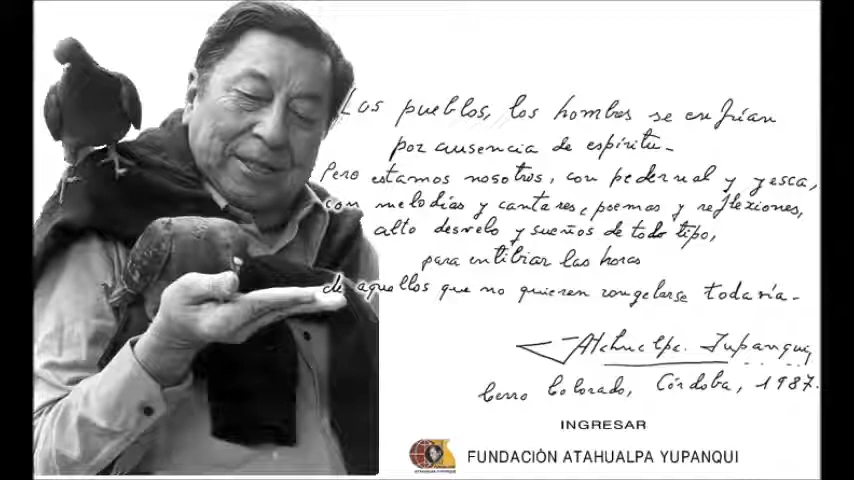 Los pueblos, los hombres se enfrían
por ausencia de espíritu -
Pero estamos nosotros, con pedernal y yesca,
con melodías y cantares, poemas y reflexiones,
alto desvelo y sueños de todo tipo,
para entibiar las horas
de aquellos que no quieren congelarse todavía -
Atahualpa Yupanqui
Cerro Colorado, Córdoba, 1987.
INGRESAR
FUNDACIÓN ATAHUALPA YUPANQUI